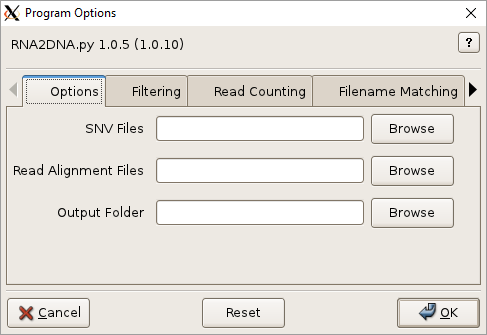 Program Options
RNA2DNA.py 1.0.5 (1.0.10)
?
Options Filtering Read Counting Filename Matching
SNV Files Browse
Read Alignment Files Browse
Output Folder Browse
Cancel Reset OK